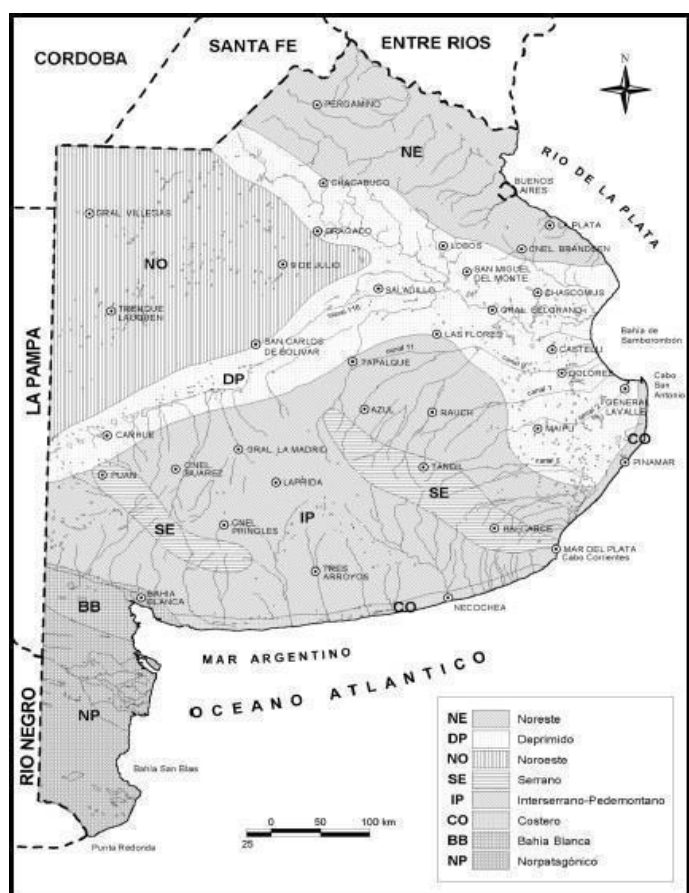 SANTA FE
ENTRE RIOS
CORDOBA
N
PERGAMINO
NE
RIO DE LA PLATA
BUENOS
AIRES
CHACABUCO
GRAL VILLEGAS
LA PLATA
BRAGADO
LOBOS
CNEL BRANDSEN
NO
9 DE JULIO
SAN MIGUEL
DEL MONTE
SALADILLO
CHASCOMUS
TRENQUE
LAUQUEN
canal 116
GRAL BELGRANO
Bahía de
Samborombón
LAS FLORES
SAN CARLOS
DE BOLIVAR
canal 11
CASTELLI
TAPALQUE
DOLORES
Cabo
San
Antonio
LA PAMPA
DP
canal 1
GENERAL
LAVALLE
AZUL
RAUCH
MAIPU
CO
CARHUE
GRAL LA MADRID
PINAMAR
PUAN
CNEL
SUAREZ
TANDIL
LAPRIDA
SE
SE
CNEL
PRINGLES
IP
BALCARCE
MAR DEL PLATA
Cabo Corrientes
TRES
ARROYOS
BB
BAHIA
BLANCA
CO
NECOCHEA
MAR ARGENTINO
OCEANO ATLANTICO
RIO NEGRO
NP
Bahía San Blas
Punta Redonda
25 0 50 100 km
NE Noreste
DP Deprimido
NO Noroeste
SE Serrano
IP Interserrano-Pedemontano
CO Costero
BB Bahía Blanca
NP Norpatagónico